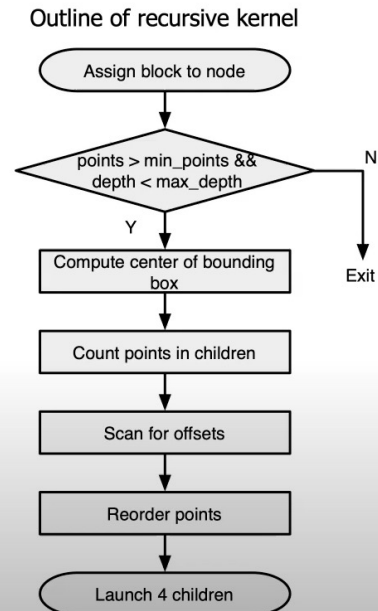 Outline of recursive kernel
Assign block to node
points > min_points &&
depth < max_depth
N
Y
Exit
Compute center of bounding
box
Count points in children
Scan for offsets
Reorder points
Launch 4 children